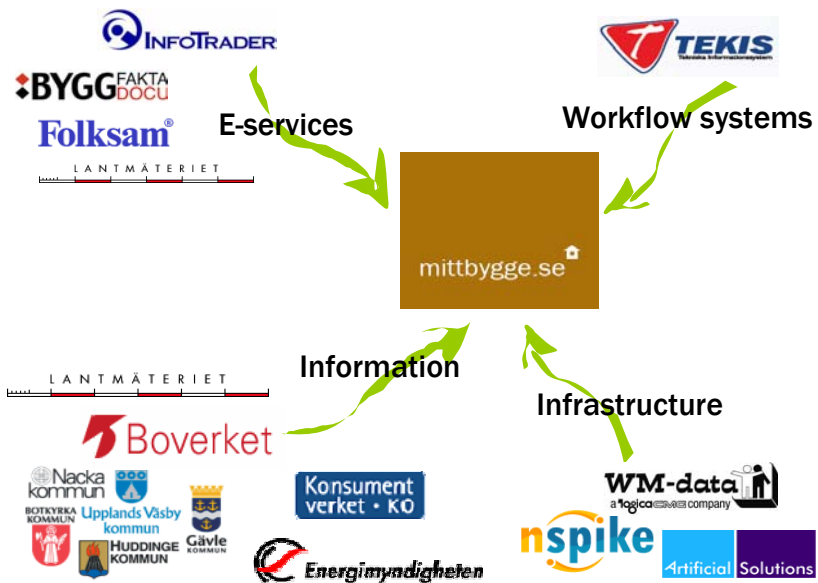 INFOTRADER
TEKIS
Tekniska Informationssystem
BYGG FAKTA
DOCU
Folksam®
E-services
Workflow systems
LANTMÄTERIET
mittbygge.se
LANTMÄTERIET
Information
Infrastructure
Boverket
Nacka
kommun
BOTKYRKA
KOMMUN
Upplands Väsby
kommun
HUDDINGE
KOMMUN
Gävle
KOMMUN
Konsument
verket • KO
Energimyndigheten
WM-data
a logicaCMG company
nspike
Artificial Solutions